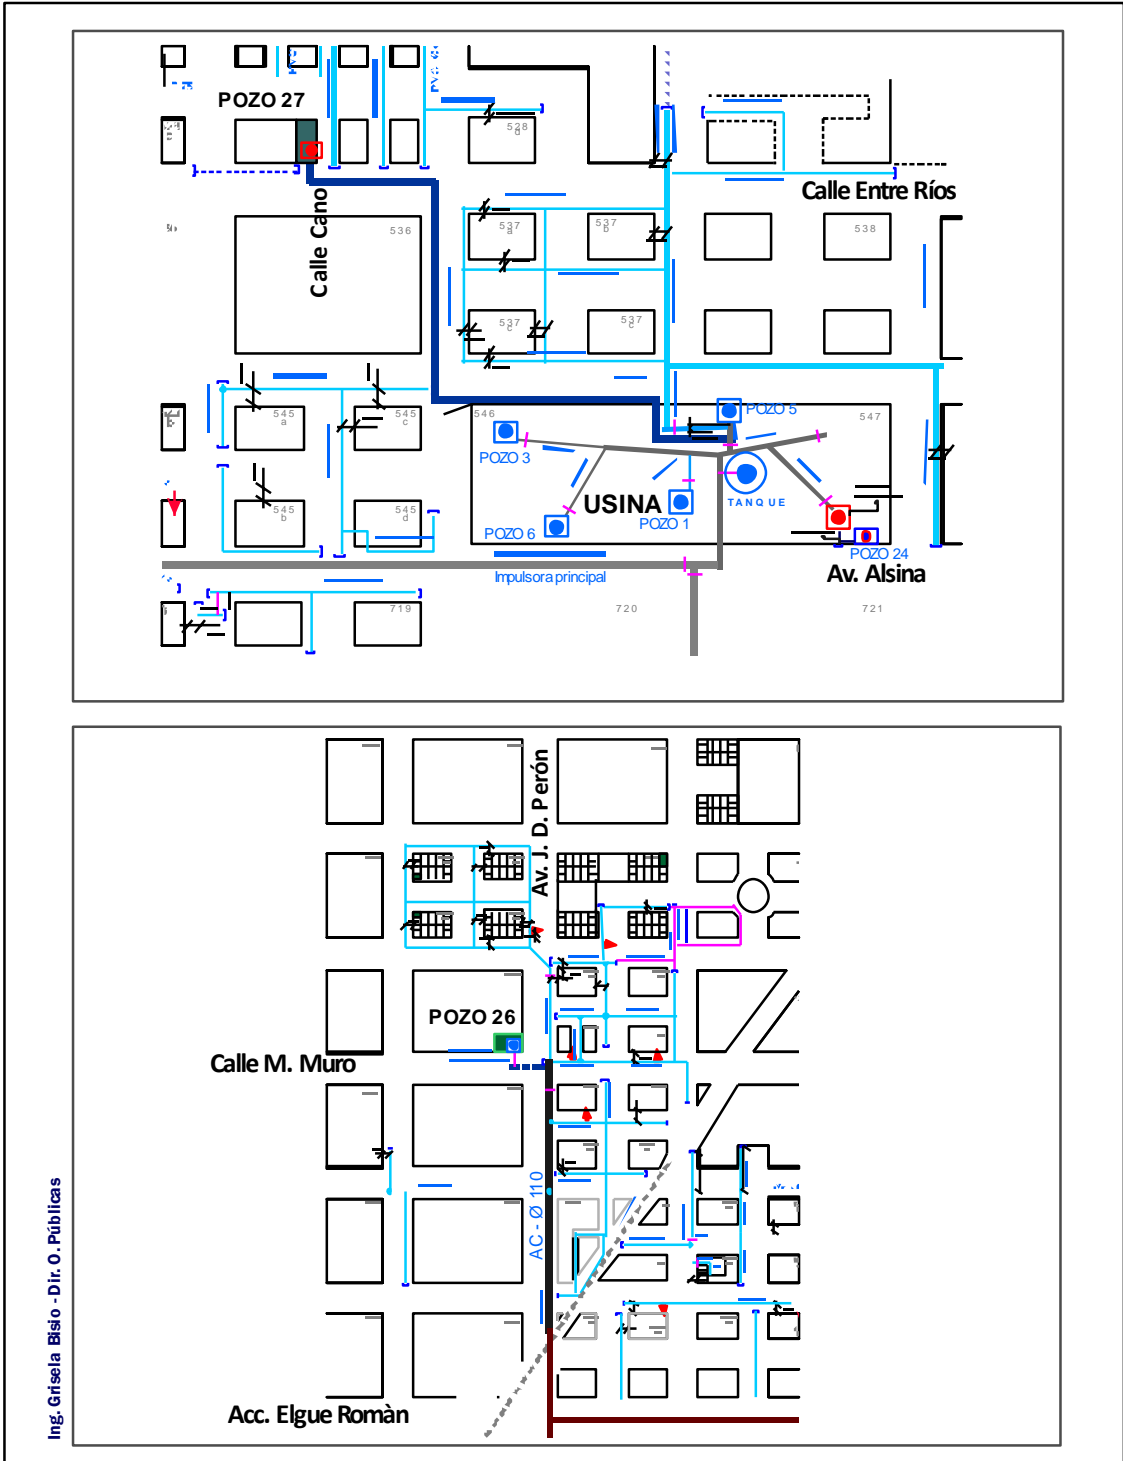 POZO 27
528
d
Calle Entre Ríos
Calle Cano
536
537
a
537
b
538
537
c
537
c
545
a
545
c
546
547
POZO 5
POZO 3
USINA
TANQUE
545
b
545
d
POZO 6
POZO 1
POZO 24
Impulsora principal
Av. Alsina
719
720
721
Av. J. D. Perón
POZO 26
Calle M. Muro
AC - Ø 110
Acc. Elgue Romàn
Ing. Grisela Bisio - Dir. O. Públicas